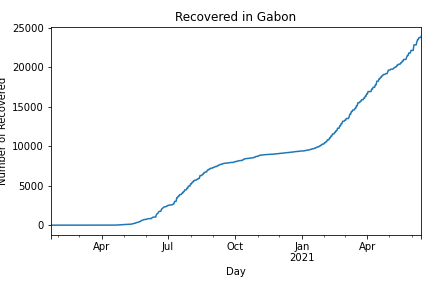 Recovered in Gabon
Number of Recovered
25000
20000
15000
10000
5000
0
Apr
Jul
Oct
Jan
2021
Apr
Day